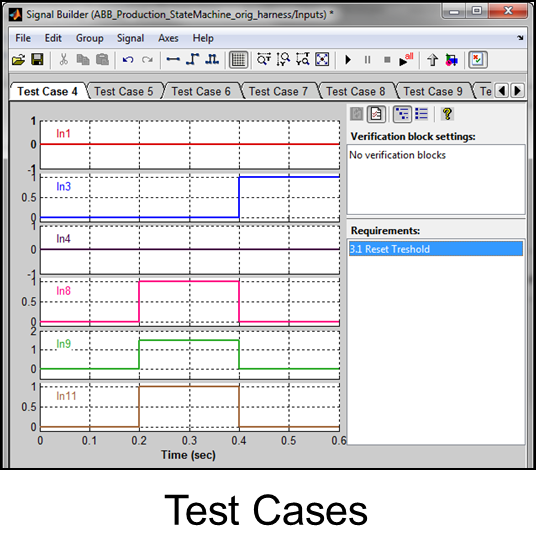 Signal Builder (ABB_Production_StateMachine_orig_harness/Inputs) *
File Edit Group Signal Axes Help
all
Test Case 4 Test Case 5 Test Case 6 Test Case 7 Test Case 8 Test Case 9 Te
Verification block settings:
No verification blocks
Requirements:
3.1 Reset Treshold
1
In1
0
-1
1
In3
0.5
0
1
In4
0
-1
1
In8
0.5
0
2
In9
1
0
1
In11
0.5
0
0 0.1 0.2 0.3 0.4 0.5 0.6
Time (sec)
Test Cases